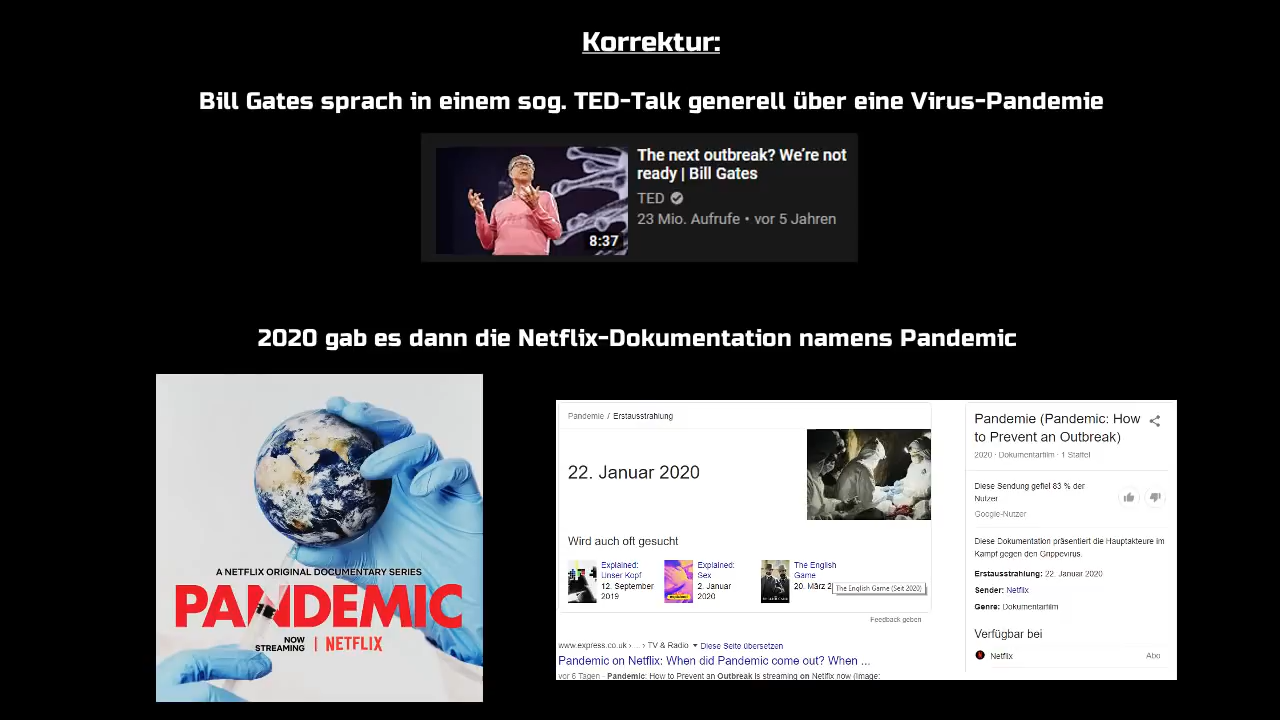 Korrektur:
Bill Gates sprach in einem sog. TED-Talk generell über eine Virus-Pandemie
The next outbreak? We're not
ready | Bill Gates
TED
23 Mio. Aufrufe • vor 5 Jahren
8:37
2020 gab es dann die Netflix-Dokumentation namens Pandemic
A NETFLIX ORIGINAL DOCUMENTARY SERIES
PANDEMIC
NOW
STREAMING | NETFLIX
Pandemie / Erstausstrahlung
22. Januar 2020
Wird auch oft gesucht
Explained:
Unser Kopf
12. September
2019
Explained:
Sex
2. Januar
2020
The English
Game
20. März 2
The English Game (Seit 2020)
Feedback geben
www.express.co.uk › ... › TV & Radio ▾ Diese Seite übersetzen
Pandemic on Netflix: When did Pandemic come out? When ...
vor 6 Tagen - Pandemic: How to Prevent an Outbreak is streaming on Netflix now (Image:
Pandemie (Pandemic: How
to Prevent an Outbreak)
2020 · Dokumentarfilm · 1 Staffel
Diese Sendung gefiel 83 % der
Nutzer
Google-Nutzer
Diese Dokumentation präsentiert die Hauptakteure im
Kampf gegen den Grippevirus.
Erstausstrahlung: 22. Januar 2020
Sender: Netflix
Genre: Dokumentarfilm
Verfügbar bei
Netflix
Abo